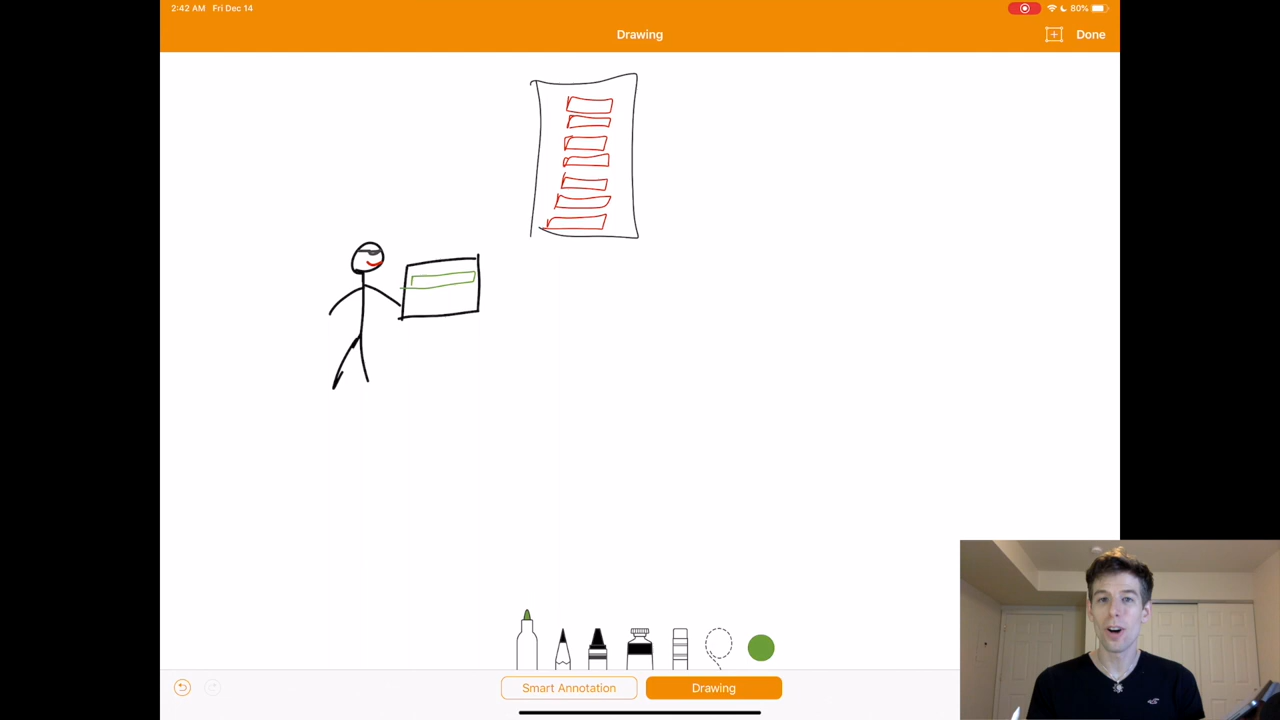 2:42 AM Fri Dec 14
80%
Drawing
Done
Smart Annotation
Drawing